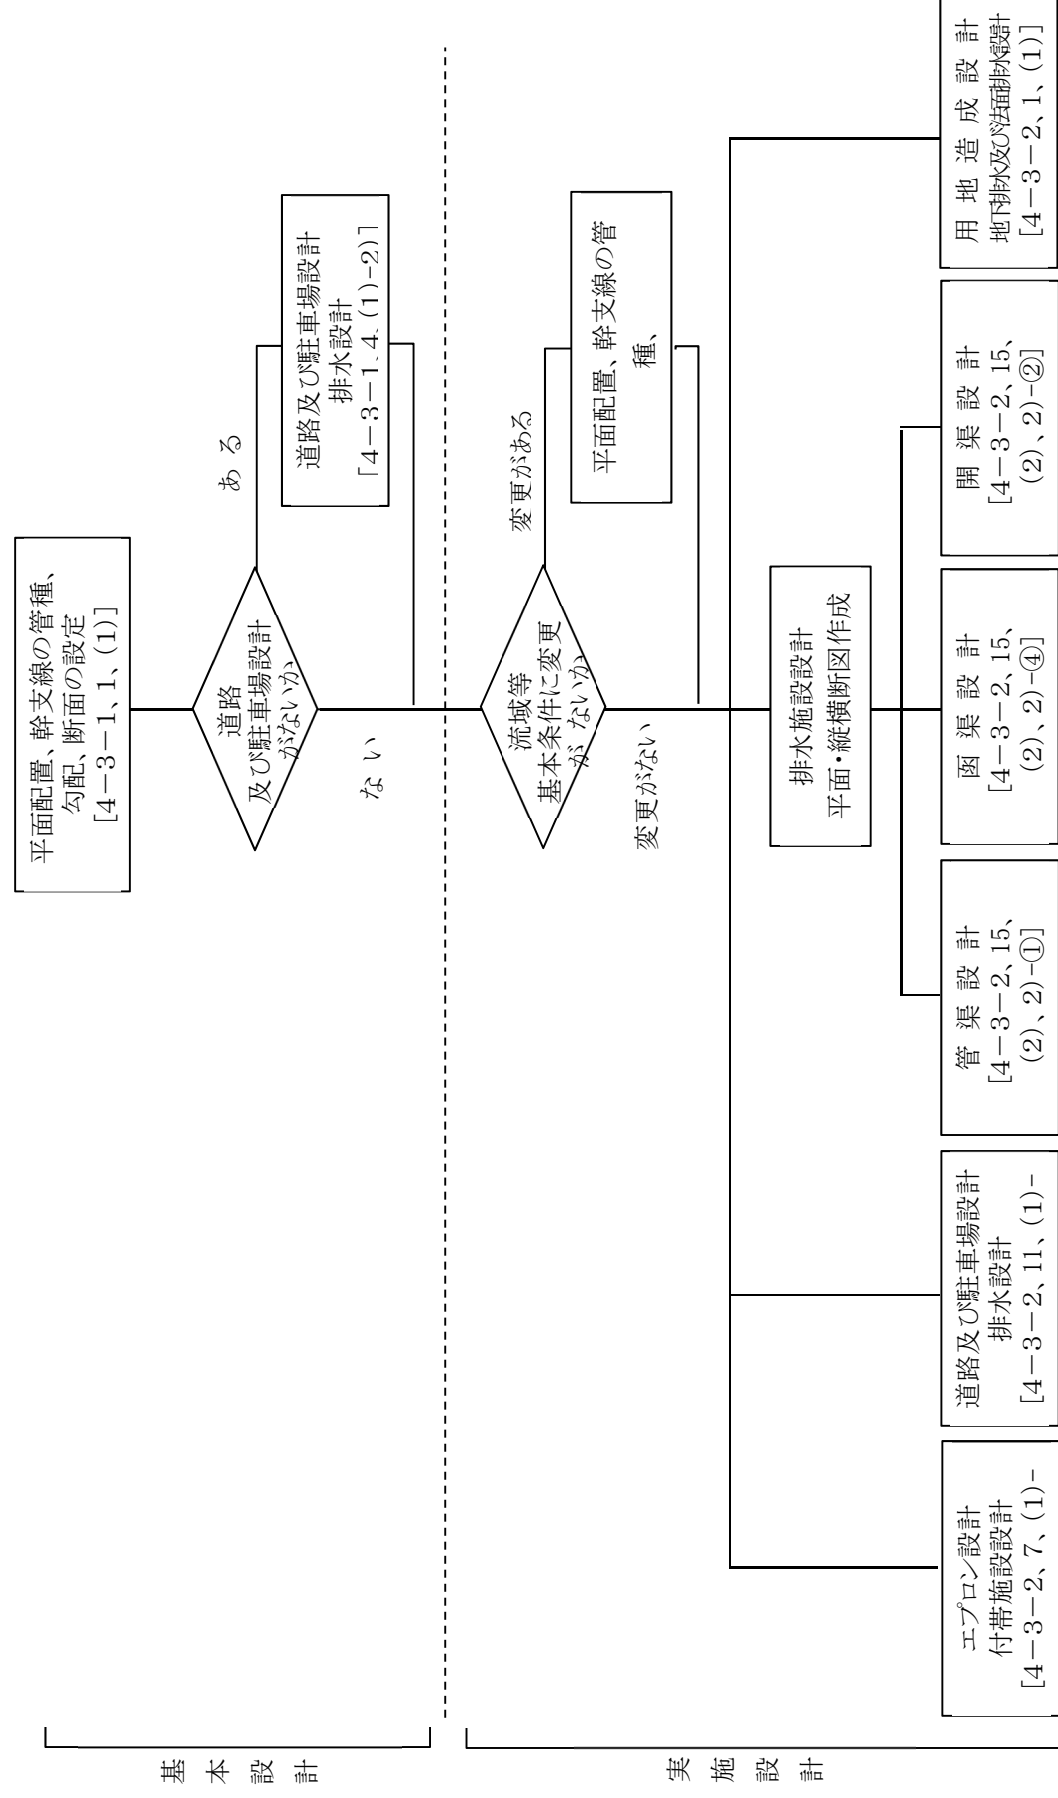 平面配置、幹支線の管種、
勾配、断面の設定
[4－3－1、1、(1)]
道路
及び駐車場設計
がないか
ある
道路及び駐車場設計
排水設計
[4－3－1、4、(1)-2)]
ない
基本設計
流域等
基本条件に変更
が ないか
変更がある
平面配置、幹支線の管
種、
変更がない
排水施設設計
平面・縦横断図作成
実施設計
エプロン設計
付帯施設設計
[4－3－2、7、(1)-
道路及び駐車場設計
排水設計
[4－3－2、11、(1)-
管渠設計
[4－3－2、15、
(2)、2)-①]
函渠設計
[4－3－2、15、
(2)、2)-④]
開渠設計
[4－3－2、15、
(2)、2)-②]
用地造成設計
地下排水及び法面排水設計
[4－3－2、1、(1)]